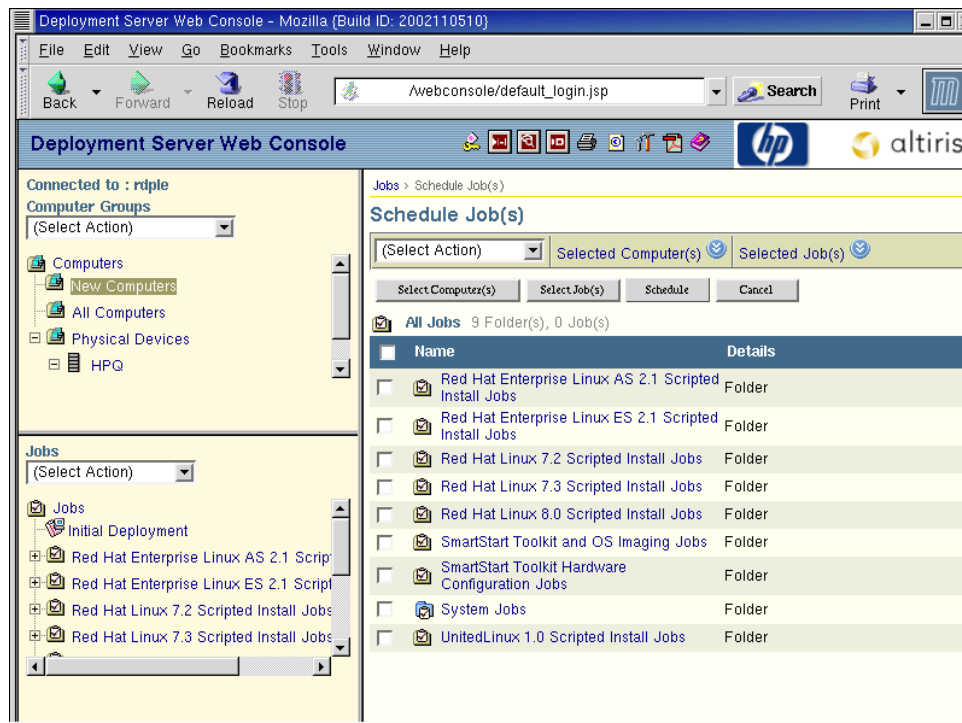 Deployment Server Web Console - Mozilla {Build ID: 2002110510}
File Edit View Go Bookmarks Tools Window Help
Back Forward Reload Stop /webconsole/default_login.jsp Search Print
Deployment Server Web Console
hp altiris
Connected to : rdple
Computer Groups
(Select Action)
Computers
New Computers
All Computers
Physical Devices
HPQ
Jobs
(Select Action)
Jobs
Initial Deployment
Red Hat Enterprise Linux AS 2.1 Scrip
Red Hat Enterprise Linux ES 2.1 Script
Red Hat Linux 7.2 Scripted Install Jobs
Red Hat Linux 7.3 Scripted Install Jobs
Jobs > Schedule Job(s)
Schedule Job(s)
(Select Action) Selected Computer(s) Selected Job(s)
Select Computer(s) Select Job(s) Schedule Cancel
All Jobs 9 Folder(s), 0 Job(s)
Name Details
Red Hat Enterprise Linux AS 2.1 Scripted
Install Jobs Folder
Red Hat Enterprise Linux ES 2.1 Scripted
Install Jobs Folder
Red Hat Linux 7.2 Scripted Install Jobs Folder
Red Hat Linux 7.3 Scripted Install Jobs Folder
Red Hat Linux 8.0 Scripted Install Jobs Folder
SmartStart Toolkit and OS Imaging Jobs Folder
SmartStart Toolkit Hardware
Configuration Jobs Folder
System Jobs Folder
UnitedLinux 1.0 Scripted Install Jobs Folder